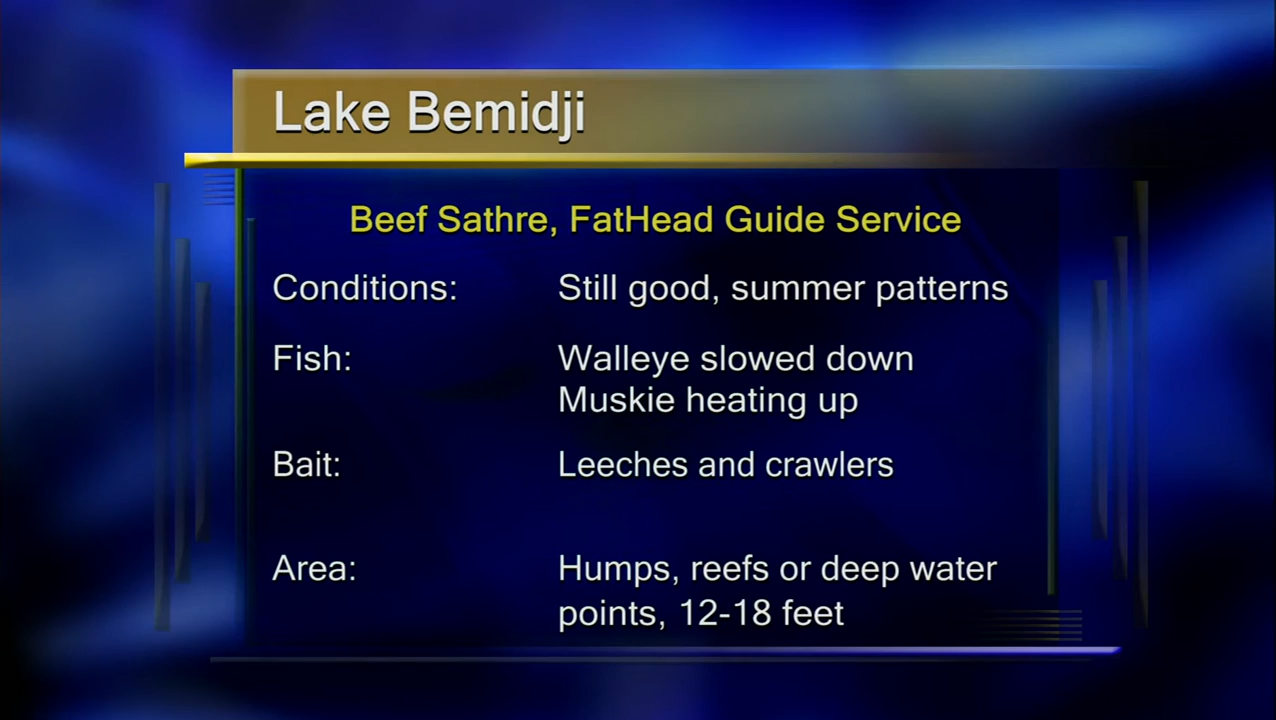 Lake Bemidji
Beef Sathre, FatHead Guide Service
Conditions: Still good, summer patterns
Fish: Walleye slowed down
Muskie heating up
Bait: Leeches and crawlers
Area: Humps, reefs or deep water
points, 12-18 feet